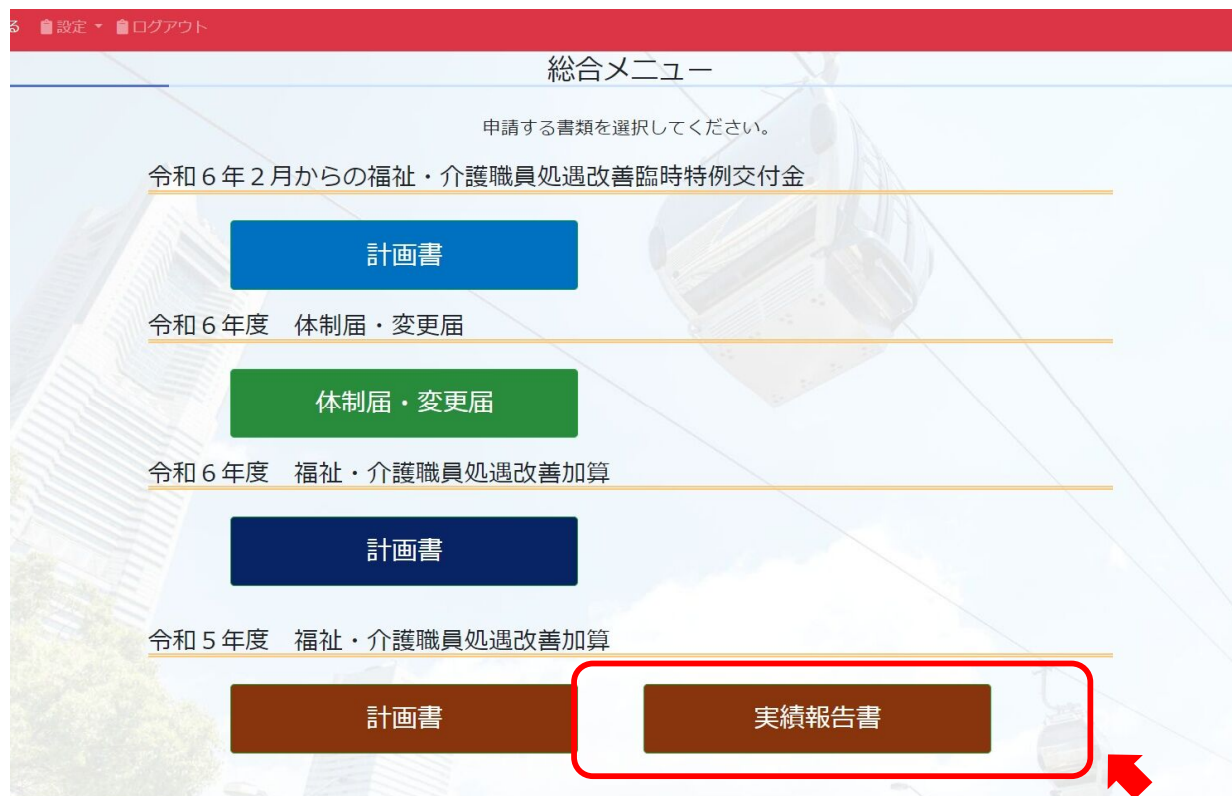 る 設定 ログアウト
総合メニュー
申請する書類を選択してください。
令和６年２月からの福祉・介護職員処遇改善臨時特例交付金
計画書
令和６年度　体制届・変更届
体制届・変更届
令和６年度　福祉・介護職員処遇改善加算
計画書
令和５年度　福祉・介護職員処遇改善加算
計画書 実績報告書